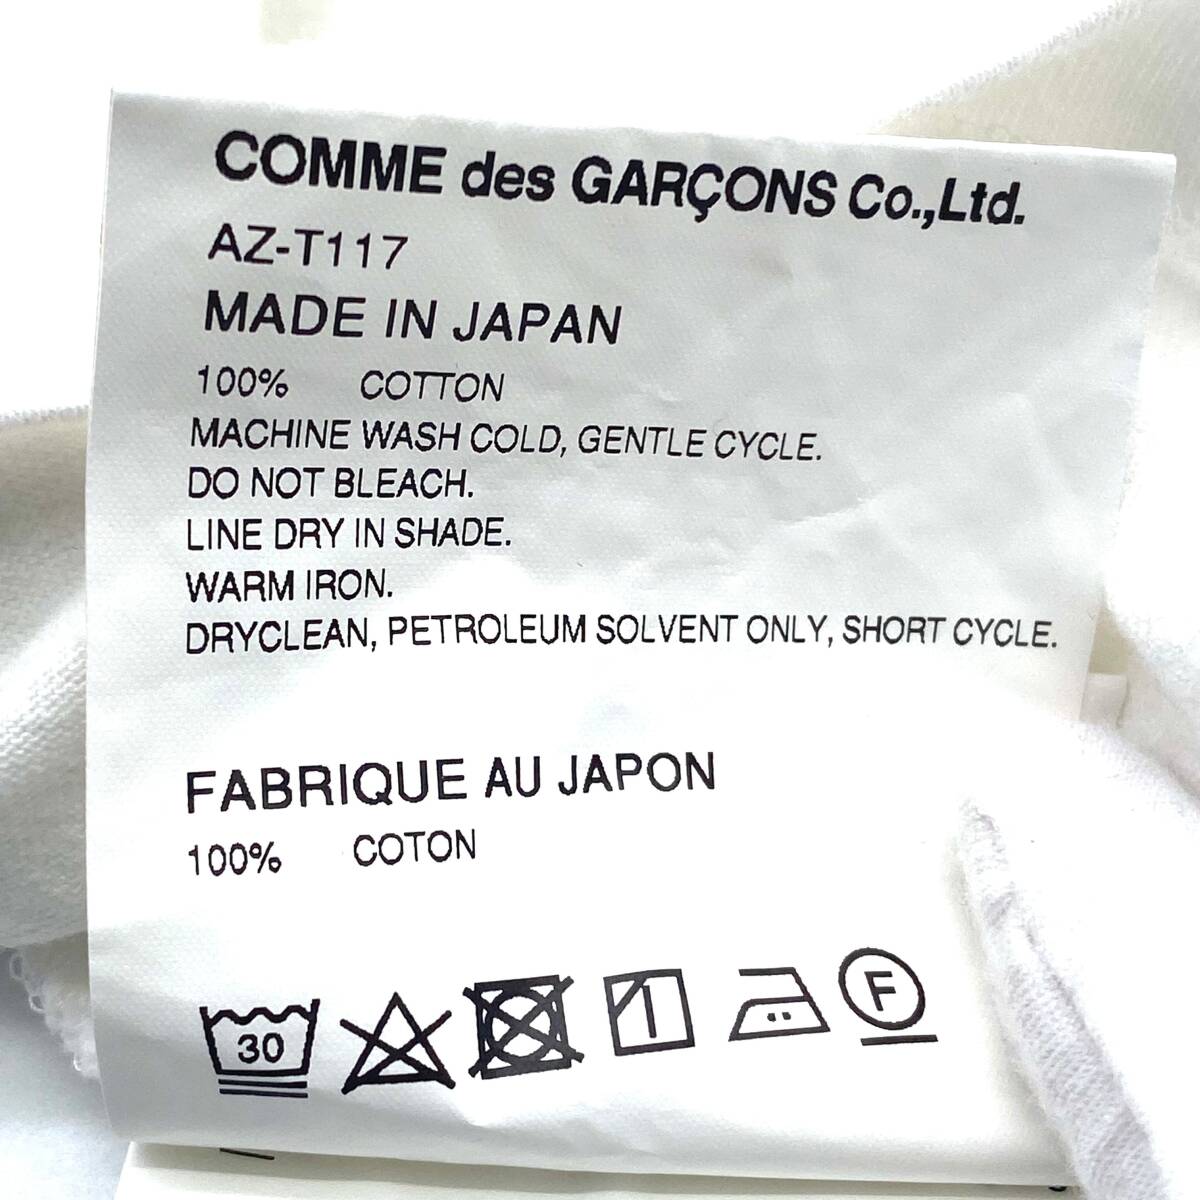 COMME des GARÇONS Co.,Ltd.
AZ-T117
MADE IN JAPAN
100% COTTON
MACHINE WASH COLD, GENTLE CYCLE.
DO NOT BLEACH.
LINE DRY IN SHADE.
WARM IRON.
DRYCLEAN, PETROLEUM SOLVENT ONLY, SHORT CYCLE.
FABRIQUE AU JAPON
100% COTON
30
F